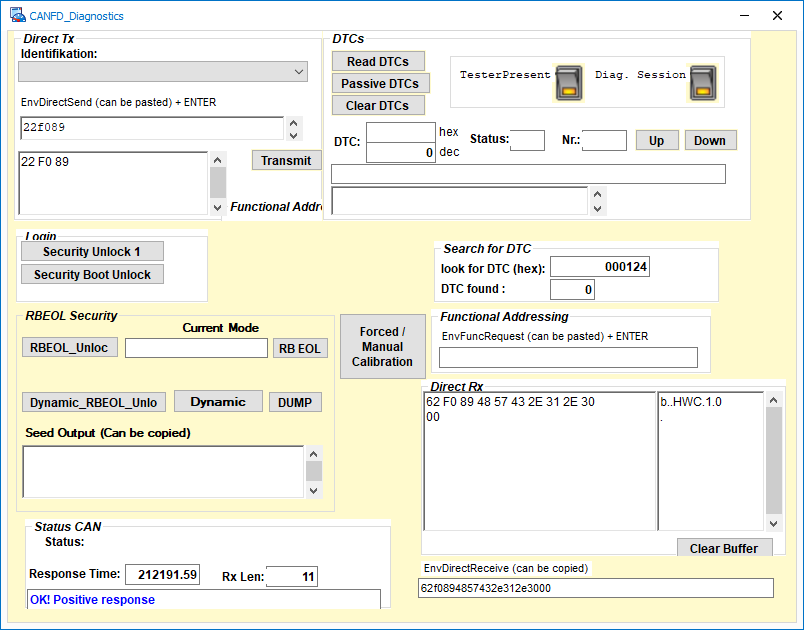 CANFD_Diagnostics
Direct Tx
Identifikation:
EnvDirectSend (can be pasted) + ENTER
22f089
22 F0 89
Transmit
Functional Addr
DTCs
Read DTCs
Passive DTCs
Clear DTCs
TesterPresent
Diag. Session
DTC:
hex
0 dec
Status:
Nr.:
Up
Down
Login
Security Unlock 1
Security Boot Unlock
Search for DTC
look for DTC (hex): 000124
DTC found : 0
RBEOL Security
Current Mode
RBEOL_Unloc
RB EOL
Dynamic_RBEOL_Unlo
Dynamic
DUMP
Seed Output (Can be copied)
Forced /
Manual
Calibration
Functional Addressing
EnvFuncRequest (can be pasted) + ENTER
Direct Rx
62 F0 89 48 57 43 2E 31 2E 30
00
b..HWC.1.0
.
Clear Buffer
EnvDirectReceive (can be copied)
62f0894857432e312e3000
Status CAN
Status:
Response Time: 212191.59
Rx Len: 11
OK! Positive response